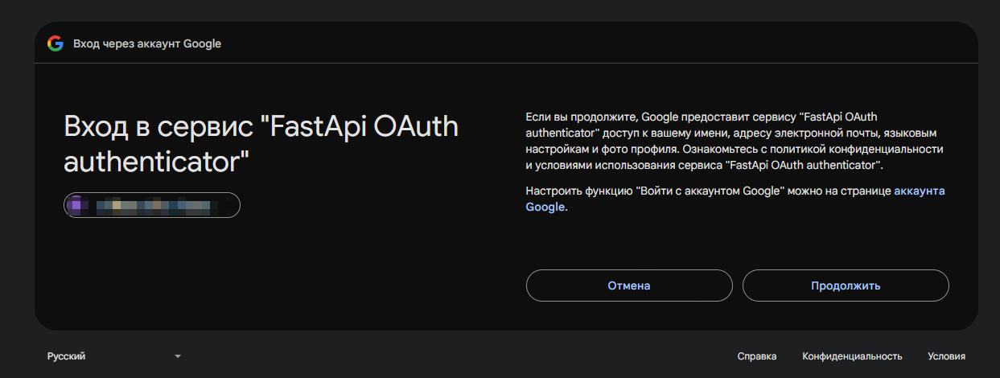 Вход через аккаунт Google
Вход в сервис "FastApi OAuth
authenticator"
Если вы продолжите, Google предоставит сервису "FastApi OAuth
authenticator" доступ к вашему имени, адресу электронной почты, языковым
настройкам и фото профиля. Ознакомьтесь с политикой конфиденциальности
и условиями использования сервиса "FastApi OAuth authenticator".
Настроить функцию "Войти с аккаунтом Google" можно на странице аккаунта
Google.
Отмена
Продолжить
Русский
Справка
Конфиденциальность
Условия